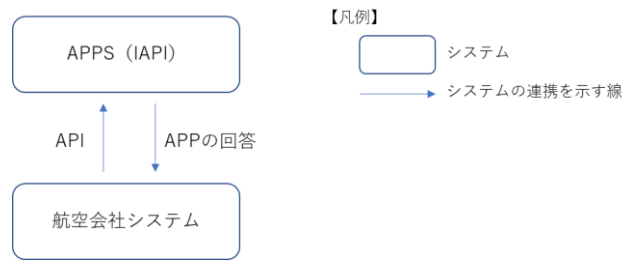 【凡例】
APPS（IAPI）
システム
システムの連携を示す線
API
APPの回答
航空会社システム